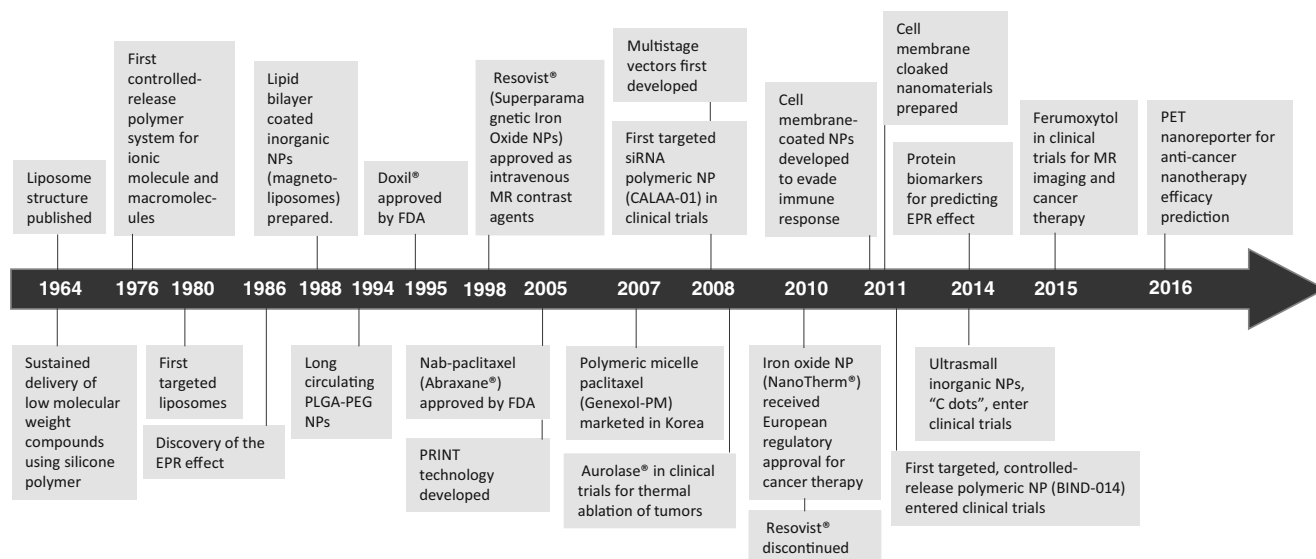 Liposome
structure
published
First
controlled-
release
polymer
system for
ionic
molecule and
macromolec-
ules
Lipid
bilayer
coated
inorganic
NPs
(magneto-
liposomes)
prepared.
Doxil®
approved
by FDA
Resovist®
(Superparama
gnetic Iron
Oxide NPs)
approved as
intravenous
MR contrast
agents
Multistage
vectors first
developed
First targeted
siRNA
polymeric NP
(CALAA-01) in
clinical trials
Cell
membrane-
coated NPs
developed
to evade
immune
response
Cell
membrane
cloaked
nanomaterials
prepared
Protein
biomarkers
for predicting
EPR effect
Ferumoxytol
in clinical
trials for MR
imaging and
cancer
therapy
PET
nanoreporter for
anti-cancer
nanotherapy
efficacy
prediction
1964 1976 1980 1986 1988 1994 1995 1998 2005 2007 2008 2010 2011 2014 2015 2016
Sustained
delivery of
low molecular
weight
compounds
using silicone
polymer
First
targeted
liposomes
Discovery of the
EPR effect
Long
circulating
PLGA-PEG
NPs
Nab-paclitaxel
(Abraxane®)
approved by FDA
PRINT
technology
developed
Polymeric micelle
paclitaxel
(Genexol-PM)
marketed in Korea
Aurolase® in clinical
trials for thermal
ablation of tumors
Iron oxide NP
(NanoTherm®)
received
European
regulatory
approval for
cancer therapy
Resovist®
discontinued
Ultrasmall
inorganic NPs,
“C dots”, enter
clinical trials
First targeted, controlled-
release polymeric NP (BIND-014)
entered clinical trials